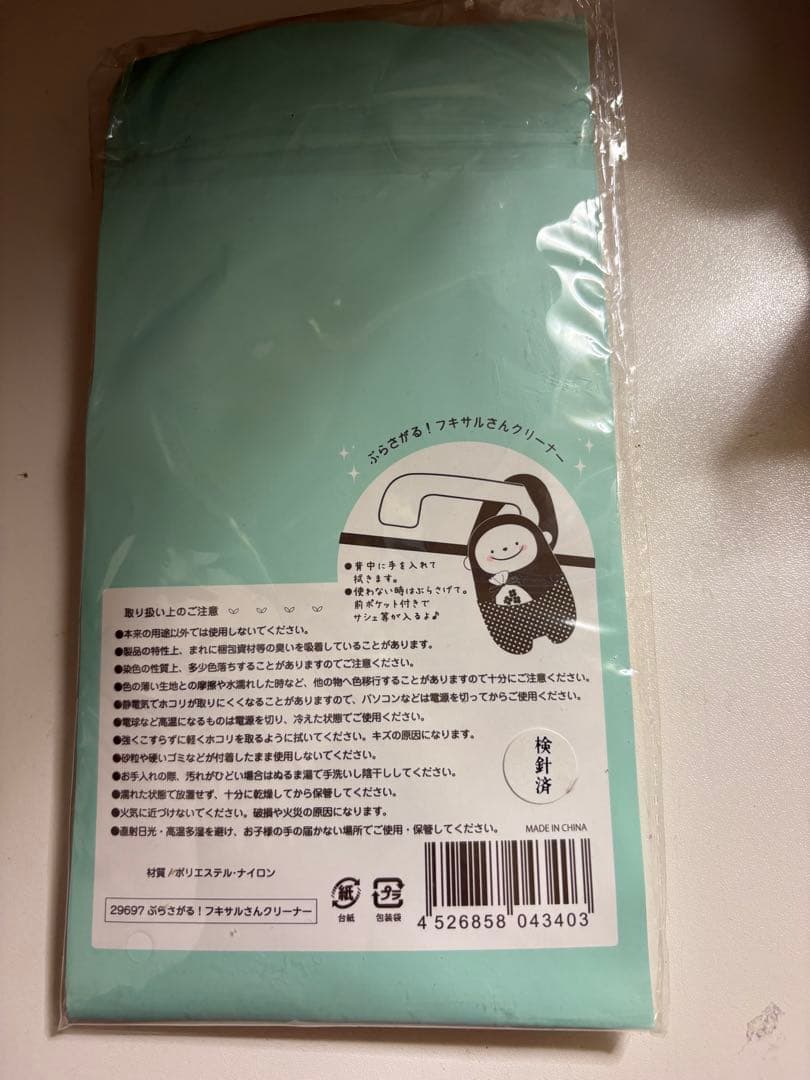 ぶらさがる！フキサルさんクリーナー
●背中に手を入れて
拭きます。
●使わない時はぶらさげて。
前ポケット付きで
サシェ等が入るよ♪
取り扱い上のご注意
●本来の用途以外では使用しないでください。
●製品の特性上、まれに梱包資材等の臭いを吸着していることがあります。
●染色の性質上、多少色落ちすることがありますのでご注意ください。
●色の薄い生地との摩擦や水濡れした時など、他の物へ色移行することがありますので十分にご注意ください。
●静電気でホコリが取りにくくなることがありますので、パソコンなどは電源を切ってからご使用ください。
●電球など高温になるものは電源を切り、冷えた状態でご使用ください。
●強くこすらずに軽くホコリを取るように拭いてください。キズの原因になります。
●砂粒や硬いゴミなどが付着したまま使用しないでください。
●お手入れの際、汚れがひどい場合はぬるま湯で手洗いし陰干ししてください。
●濡れた状態で放置せず、十分に乾燥してから保管してください。
●火気に近づけないでください。破損や火災の原因になります。
●直射日光・高温多湿を避け、お子様の手の届かない場所でご使用・保管してください。
検針済
MADE IN CHINA
材質／ポリエステル・ナイロン
紙
台紙
プラ
包装袋
29697 ぶらさがる！フキサルさんクリーナー
4 526858 043403